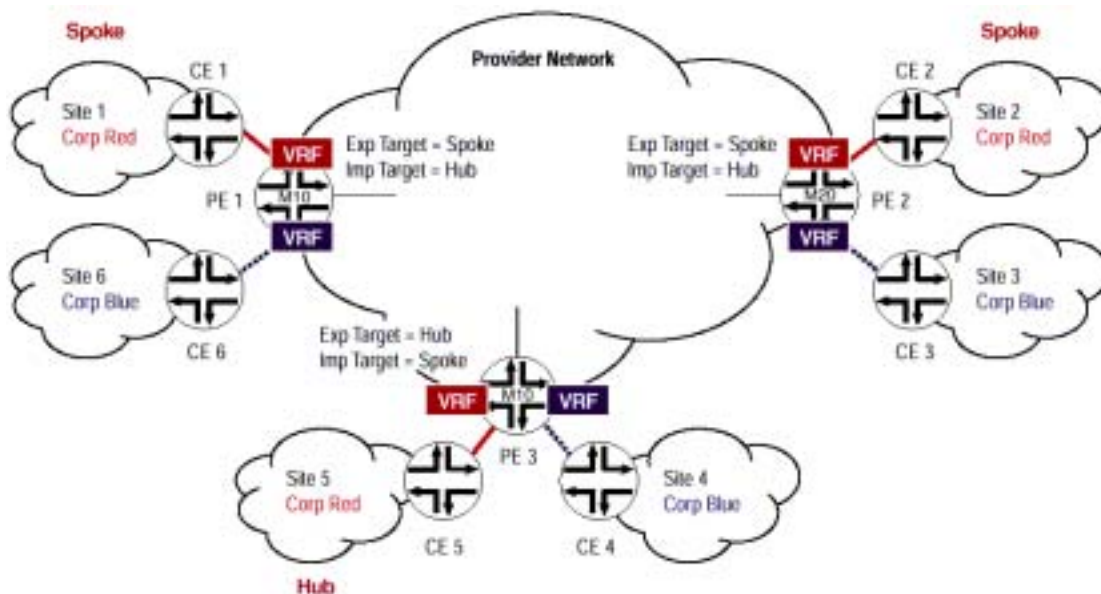 Spoke
Spoke
CE 1
Provider Network
CE 2
Site 1
Corp Red
Site 2
Corp Red
VRF
Exp Target = Spoke
Imp Target = Hub
Exp Target = Spoke
Imp Target = Hub
VRF
PE 1
M10
M20
PE 2
VRF
VRF
Site 6
Corp Blue
Site 3
Corp Blue
CE 6
CE 3
Exp Target = Hub
Imp Target = Spoke
VRF
M10
VRF
PE 3
Site 5
Corp Red
Site 4
Corp Blue
CE 5
CE 4
Hub